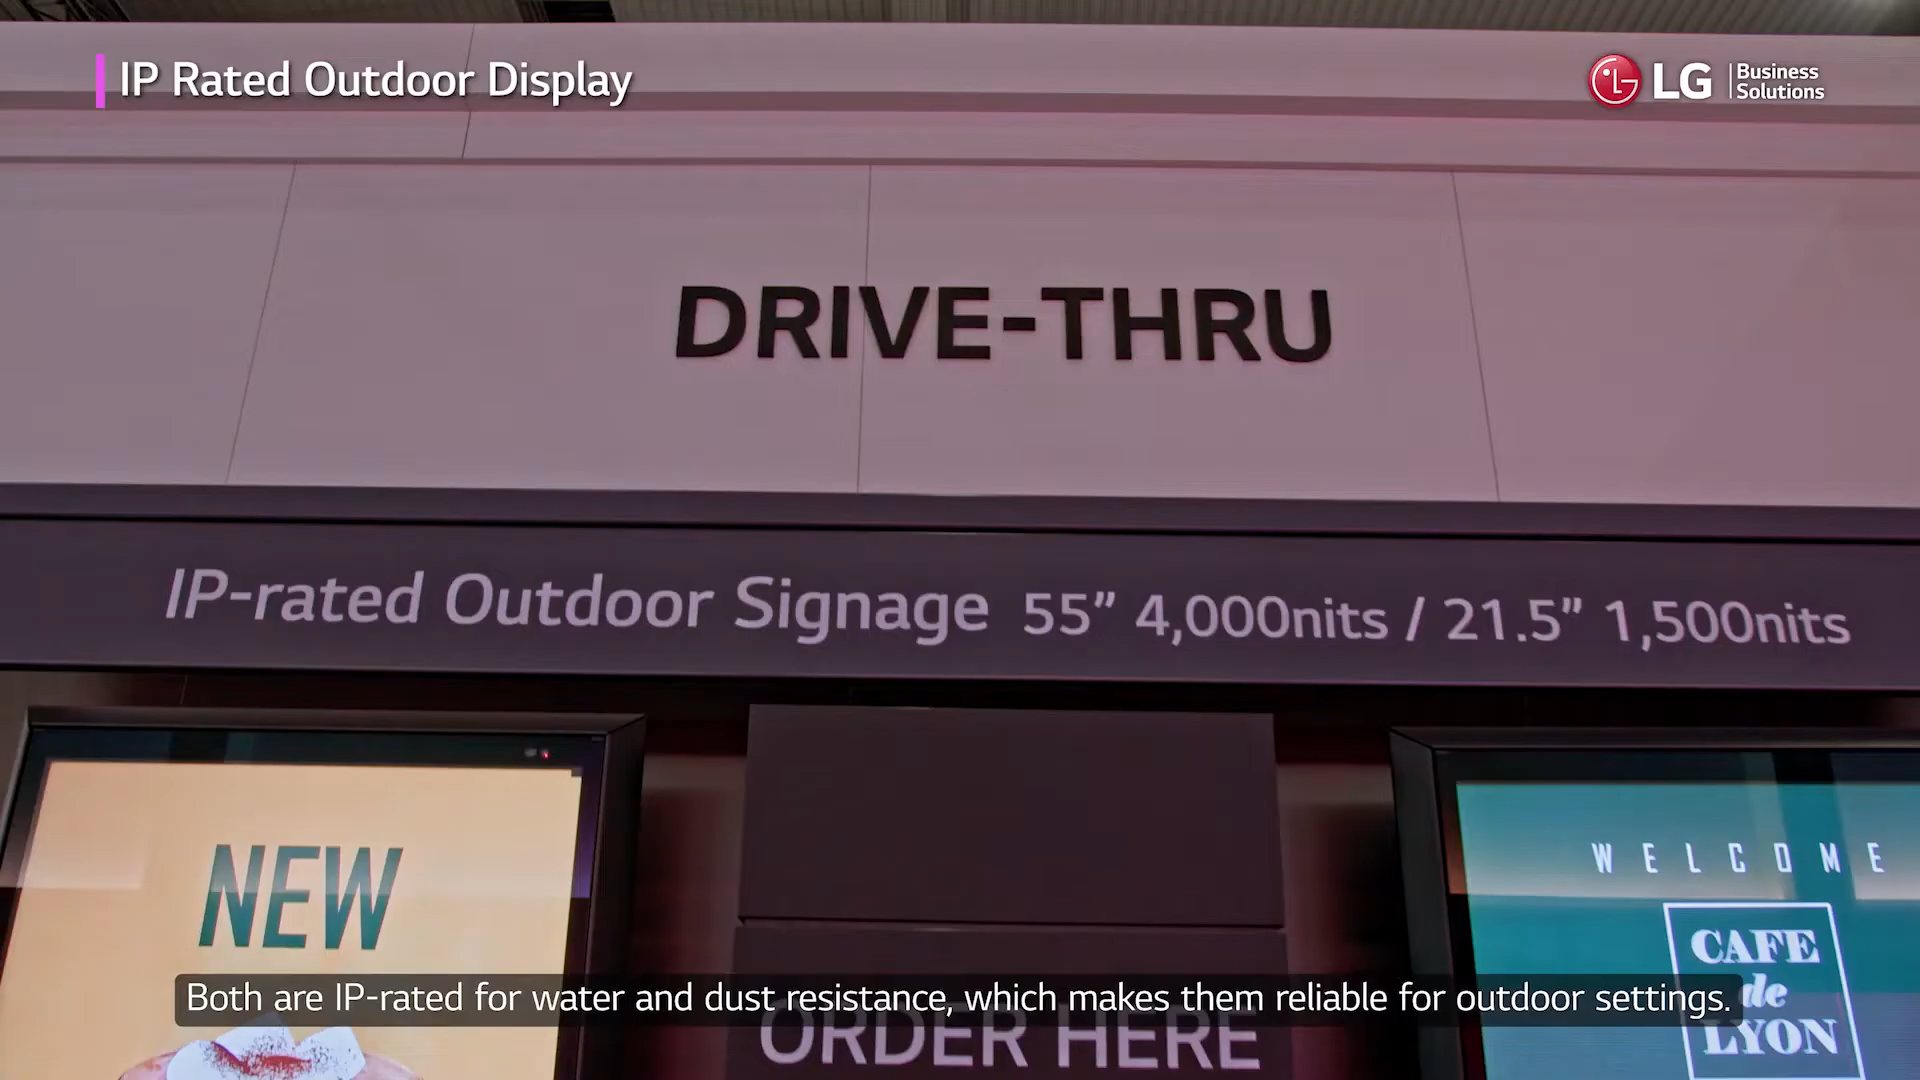 IP Rated Outdoor Display
LG Business Solutions
DRIVE-THRU
IP-rated Outdoor Signage 55" 4,000nits / 21.5" 1,500nits
NEW
WELCOME
CAFE
de
LYON
Both are IP-rated for water and dust resistance, which makes them reliable for outdoor settings.
ORDER HERE